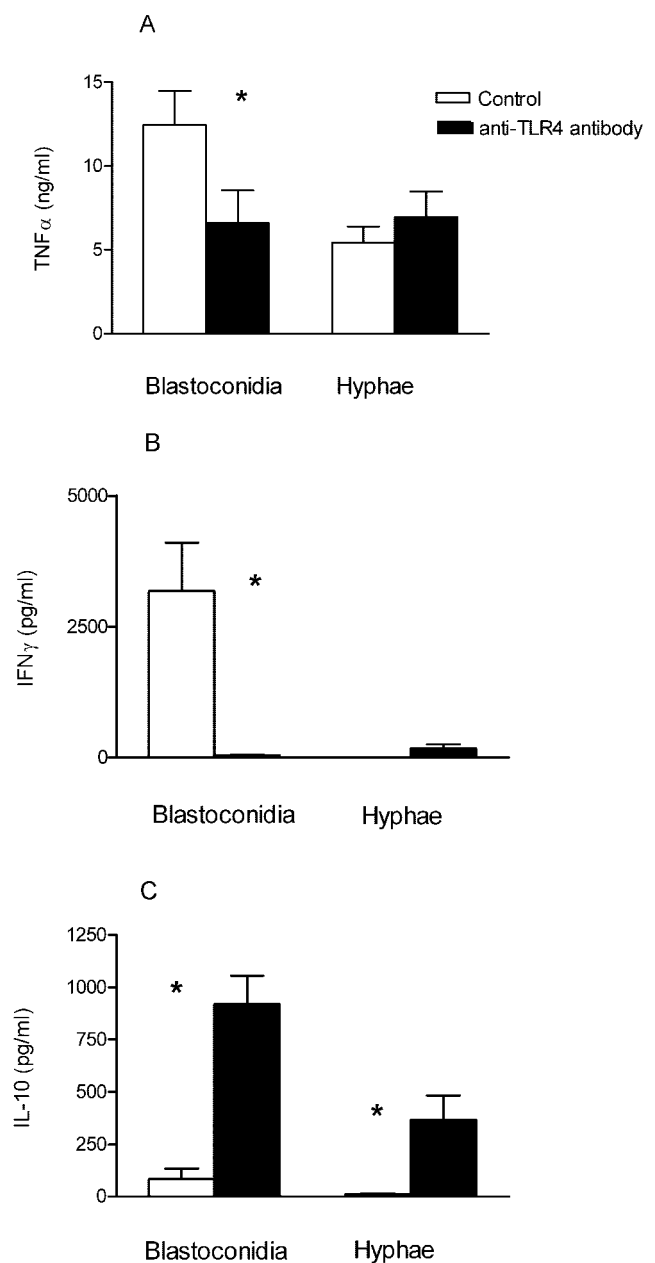 A
15
10
5
0
TNFα (ng/ml)
*
Control
anti-TLR4 antibody
Blastoconidia Hyphae
B
5000
2500
0
IFNγ (pg/ml)
*
Blastoconidia Hyphae
C
1250
1000
750
500
250
0
IL-10 (pg/ml)
*
*
Blastoconidia Hyphae